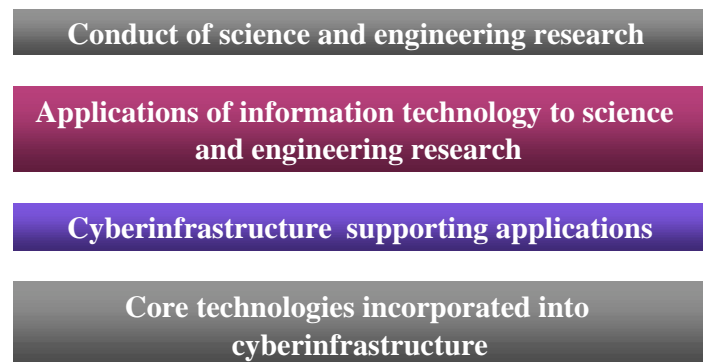 Conduct of science and engineering research
Applications of information technology to science
and engineering research
Cyberinfrastructure supporting applications
Core technologies incorporated into
cyberinfrastructure